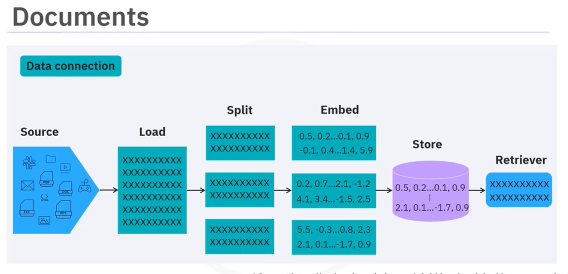 Documents
Data connection
Source
Load
Split
Embed
Store
Retriever
XXXXXXXXXX
XXXXXXXXXX
XXXXXXXXXX
XXXXXXXXXX
XXXXXXXXXX
XXXXXXXXXX
XXXXXXXXXX
XXXXXXXXXX
XXXXXXXXXX
XXXXXXXXXX
XXXXXXXXXX
XXXXXXXXXX
0.5, 0.2...0.1, 0.9
-0.1, 0.4...1.4, 5.9
0.2, 0.7...2.1, -1.2
4.1, 3.4...-1.5, 2.5
5.5, -0.3...0.8, 2.3
2.1, 0.1...-1.7, 0.9
0.5, 0.2...0.1, 0.9
2.1, 0.1...-1.7, 0.9
XXXXXXXXXX
XXXXXXXXXX